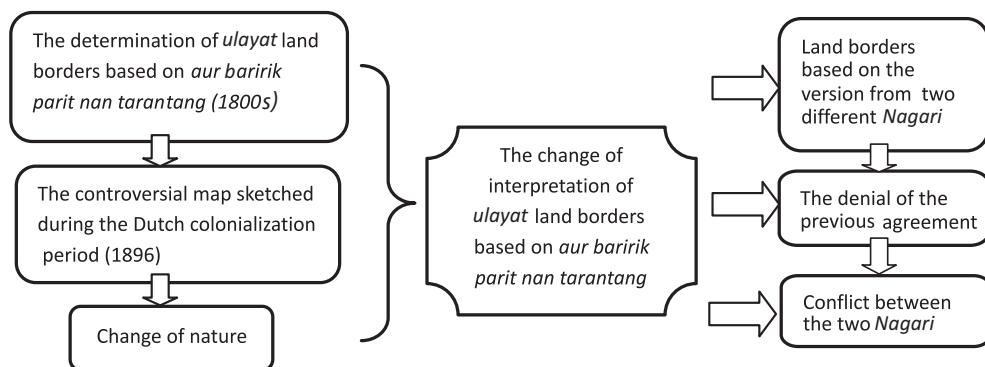 The determination of ulayat land
borders based on aur baririk
parit nan tarantang (1800s)
The controversial map sketched
during the Dutch colonialization
period (1896)
Change of nature
The change of
interpretation of
ulayat land borders
based on aur baririk
parit nan tarantang
Land borders
based on the
version from two
different Nagari
The denial of the
previous agreement
Conflict between
the two Nagari